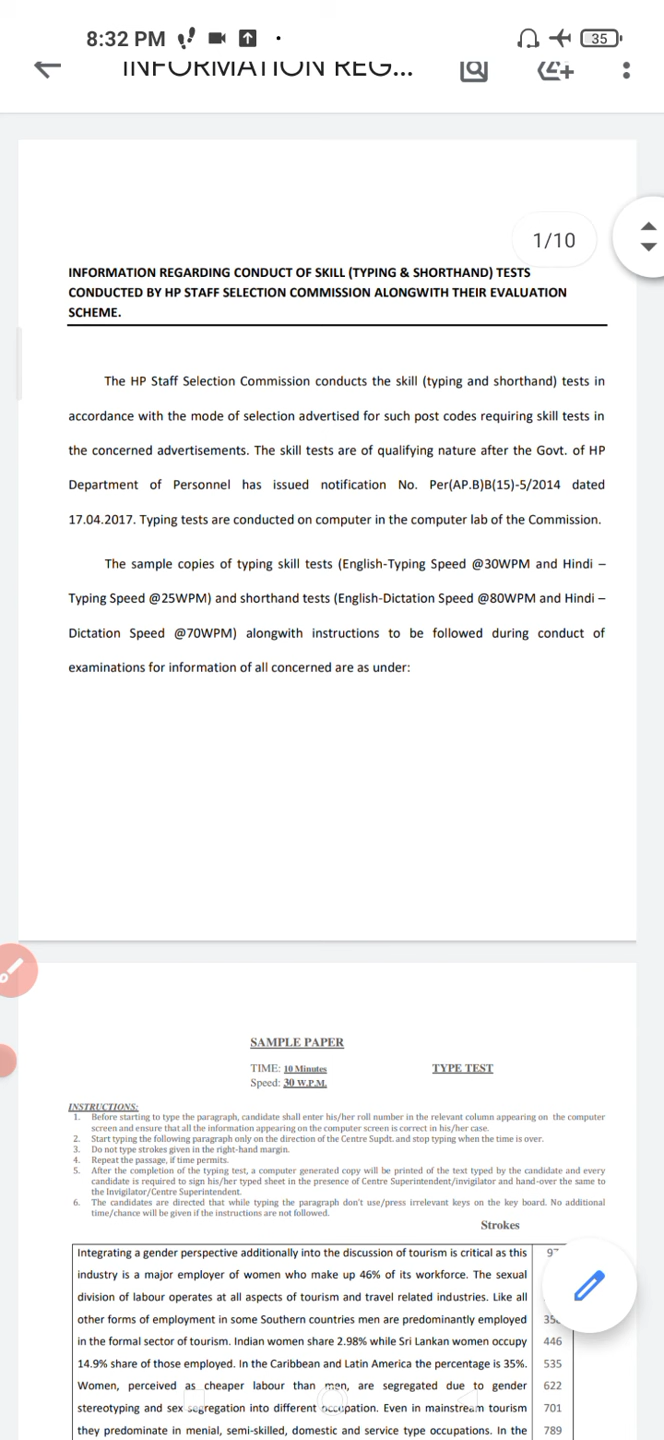 8:32 PM
35
INFORMATION REG...
1/10
INFORMATION REGARDING CONDUCT OF SKILL (TYPING & SHORTHAND) TESTS
CONDUCTED BY HP STAFF SELECTION COMMISSION ALONGWITH THEIR EVALUATION
SCHEME.
The HP Staff Selection Commission conducts the skill (typing and shorthand) tests in
accordance with the mode of selection advertised for such post codes requiring skill tests in
the concerned advertisements. The skill tests are of qualifying nature after the Govt. of HP
Department of Personnel has issued notification No. Per(AP.B)B(15)-5/2014 dated
17.04.2017. Typing tests are conducted on computer in the computer lab of the Commission.
The sample copies of typing skill tests (English-Typing Speed @30WPM and Hindi –
Typing Speed @25WPM) and shorthand tests (English-Dictation Speed @80WPM and Hindi –
Dictation Speed @70WPM) alongwith instructions to be followed during conduct of
examinations for information of all concerned are as under:
SAMPLE PAPER
TIME: 10 Minutes TYPE TEST
Speed: 30 W.P.M.
INSTRUCTIONS:
1. Before starting to type the paragraph, candidate shall enter his/her roll number in the relevant column appearing on the computer
screen and ensure that all the information appearing on the computer screen is correct in his/her case.
2. Start typing the following paragraph only on the direction of the Centre Supdt. and stop typing when the time is over.
3. Do not type strokes given in the right-hand margin.
4. Repeat the passage, if time permits.
5. After the completion of the typing test, a computer generated copy will be printed of the text typed by the candidate and every
candidate is required to sign his/her typed sheet in the presence of Centre Superintendent/invigilator and hand-over the same to
the Invigilator/Centre Superintendent.
6. The candidates are directed that while typing the paragraph don't use/press irrelevant keys on the key board. No additional
time/chance will be given if the instructions are not followed.
Strokes
Integrating a gender perspective additionally into the discussion of tourism is critical as this
industry is a major employer of women who make up 46% of its workforce. The sexual
division of labour operates at all aspects of tourism and travel related industries. Like all
other forms of employment in some Southern countries men are predominantly employed
in the formal sector of tourism. Indian women share 2.98% while Sri Lankan women occupy 446
14.9% share of those employed. In the Caribbean and Latin America the percentage is 35%. 535
Women, perceived as cheaper labour than men, are segregated due to gender 622
stereotyping and sex segregation into different occupation. Even in mainstream tourism 701
they predominate in menial, semi-skilled, domestic and service type occupations. In the 789